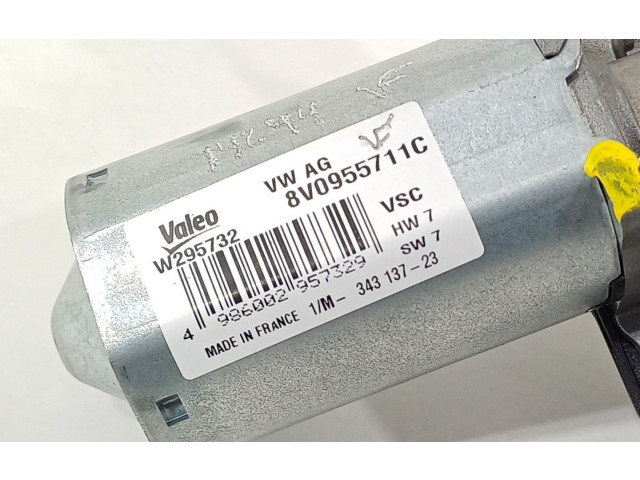 VW AG
8V0955711C
Valeo
W295732
VSC
HW 7
SW 7
4 986002 957329
MADE IN FRANCE 1/M- 343 137-23